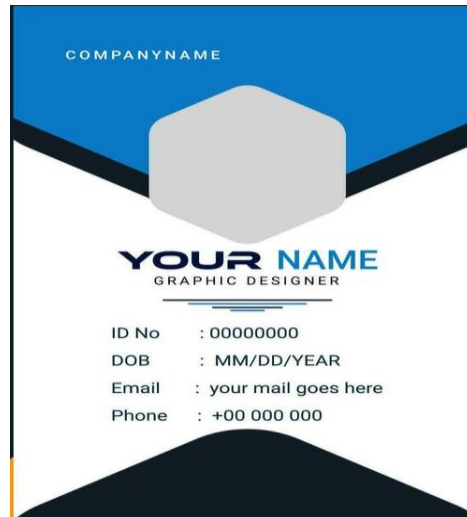 COMPANYNAME
YOUR NAME
GRAPHIC DESIGNER
ID No : 00000000
DOB : MM/DD/YEAR
Email : your mail goes here
Phone : +00 000 000